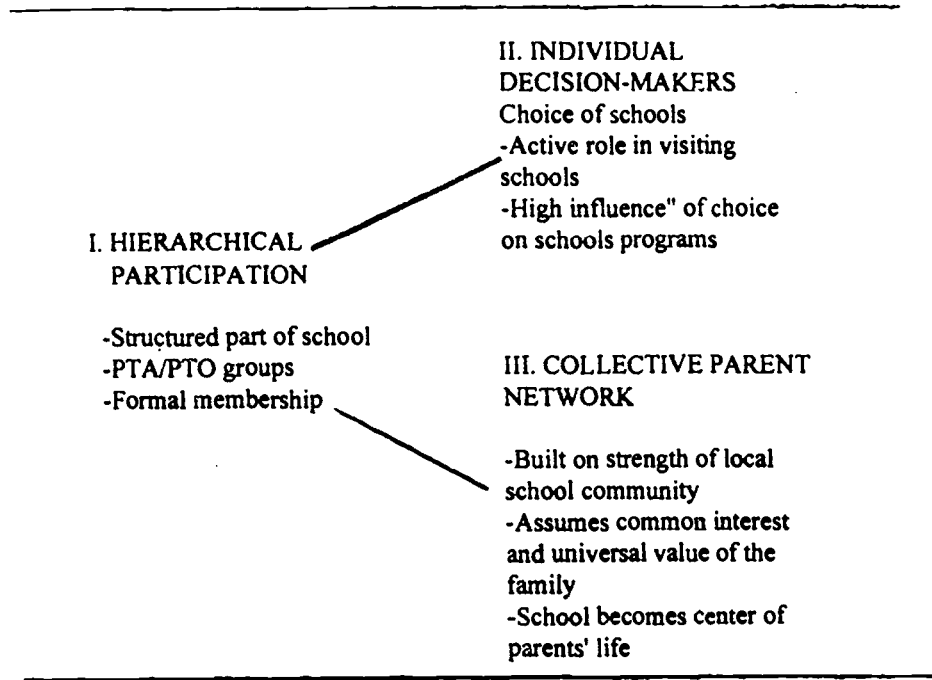 I. HIERARCHICAL
PARTICIPATION
-Structured part of school
-PTA/PTO groups
-Formal membership
II. INDIVIDUAL
DECISION-MAKERS
Choice of schools
-Active role in visiting
schools
-High influence" of choice
on schools programs
III. COLLECTIVE PARENT
NETWORK
-Built on strength of local
school community
-Assumes common interest
and universal value of the
family
-School becomes center of
parents' life